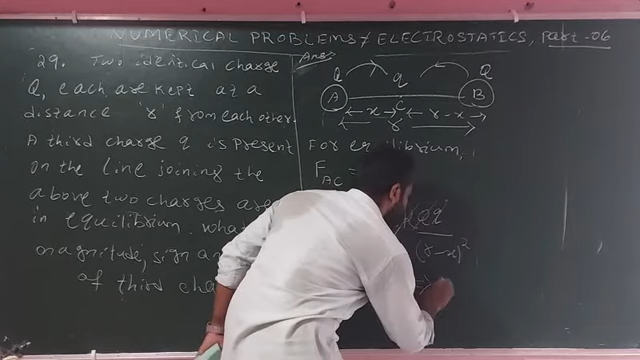 NUMERICAL PROBLEMS / ELECTROSTATICS, Part-06
29. Two identical charge
Q, each are kept at a
distance 'r' from each other.
A third charge q is present
on the line joining the
above two charges are
in equilibrium. what
magnitude, sign an
of third cha
Ans:
Q q Q
A B
x C r-x
r
For equilibrium,
F AC =
Qq
(r-x)²